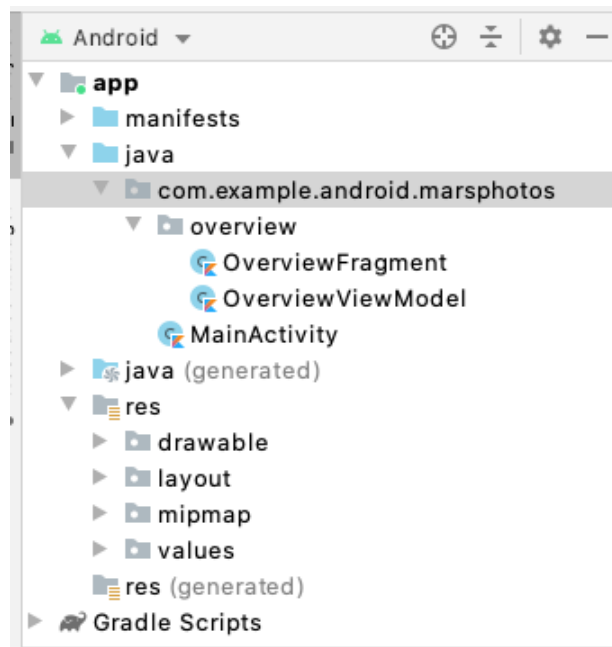 Android
app
manifests
java
com.example.android.marsphotos
overview
OverviewFragment
OverviewViewModel
MainActivity
java (generated)
res
drawable
layout
mipmap
values
res (generated)
Gradle Scripts